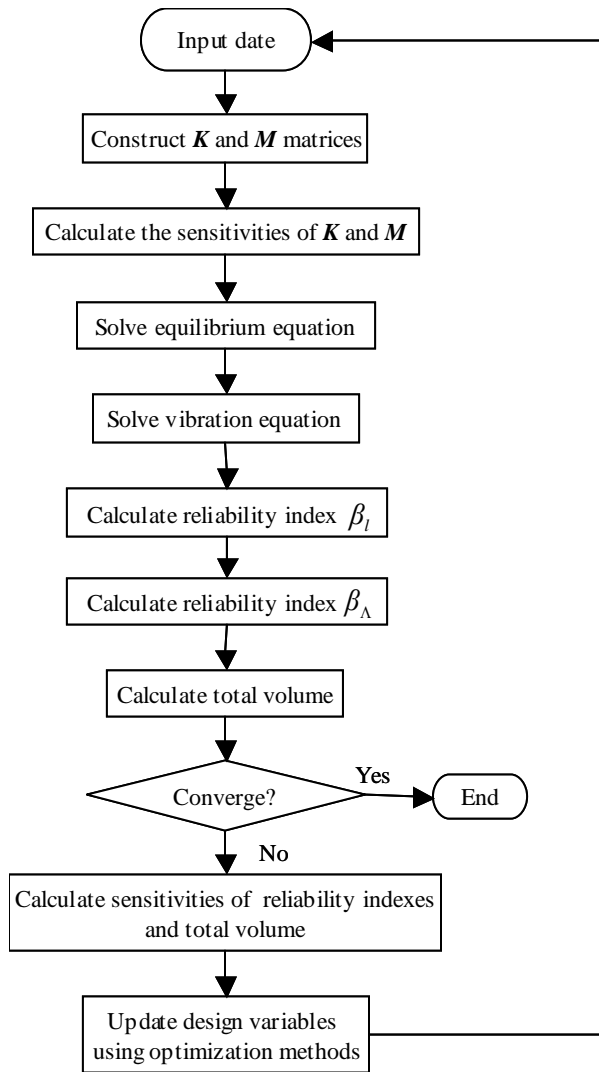 Input date
Construct K and M matrices
Calculate the sensitivities of K and M
Solve equilibrium equation
Solve vibration equation
Calculate reliability index β_l
Calculate reliability index β_Λ
Calculate total volume
Converge?
Yes
End
No
Calculate sensitivities of reliability indexes
and total volume
Update design variables
using optimization methods